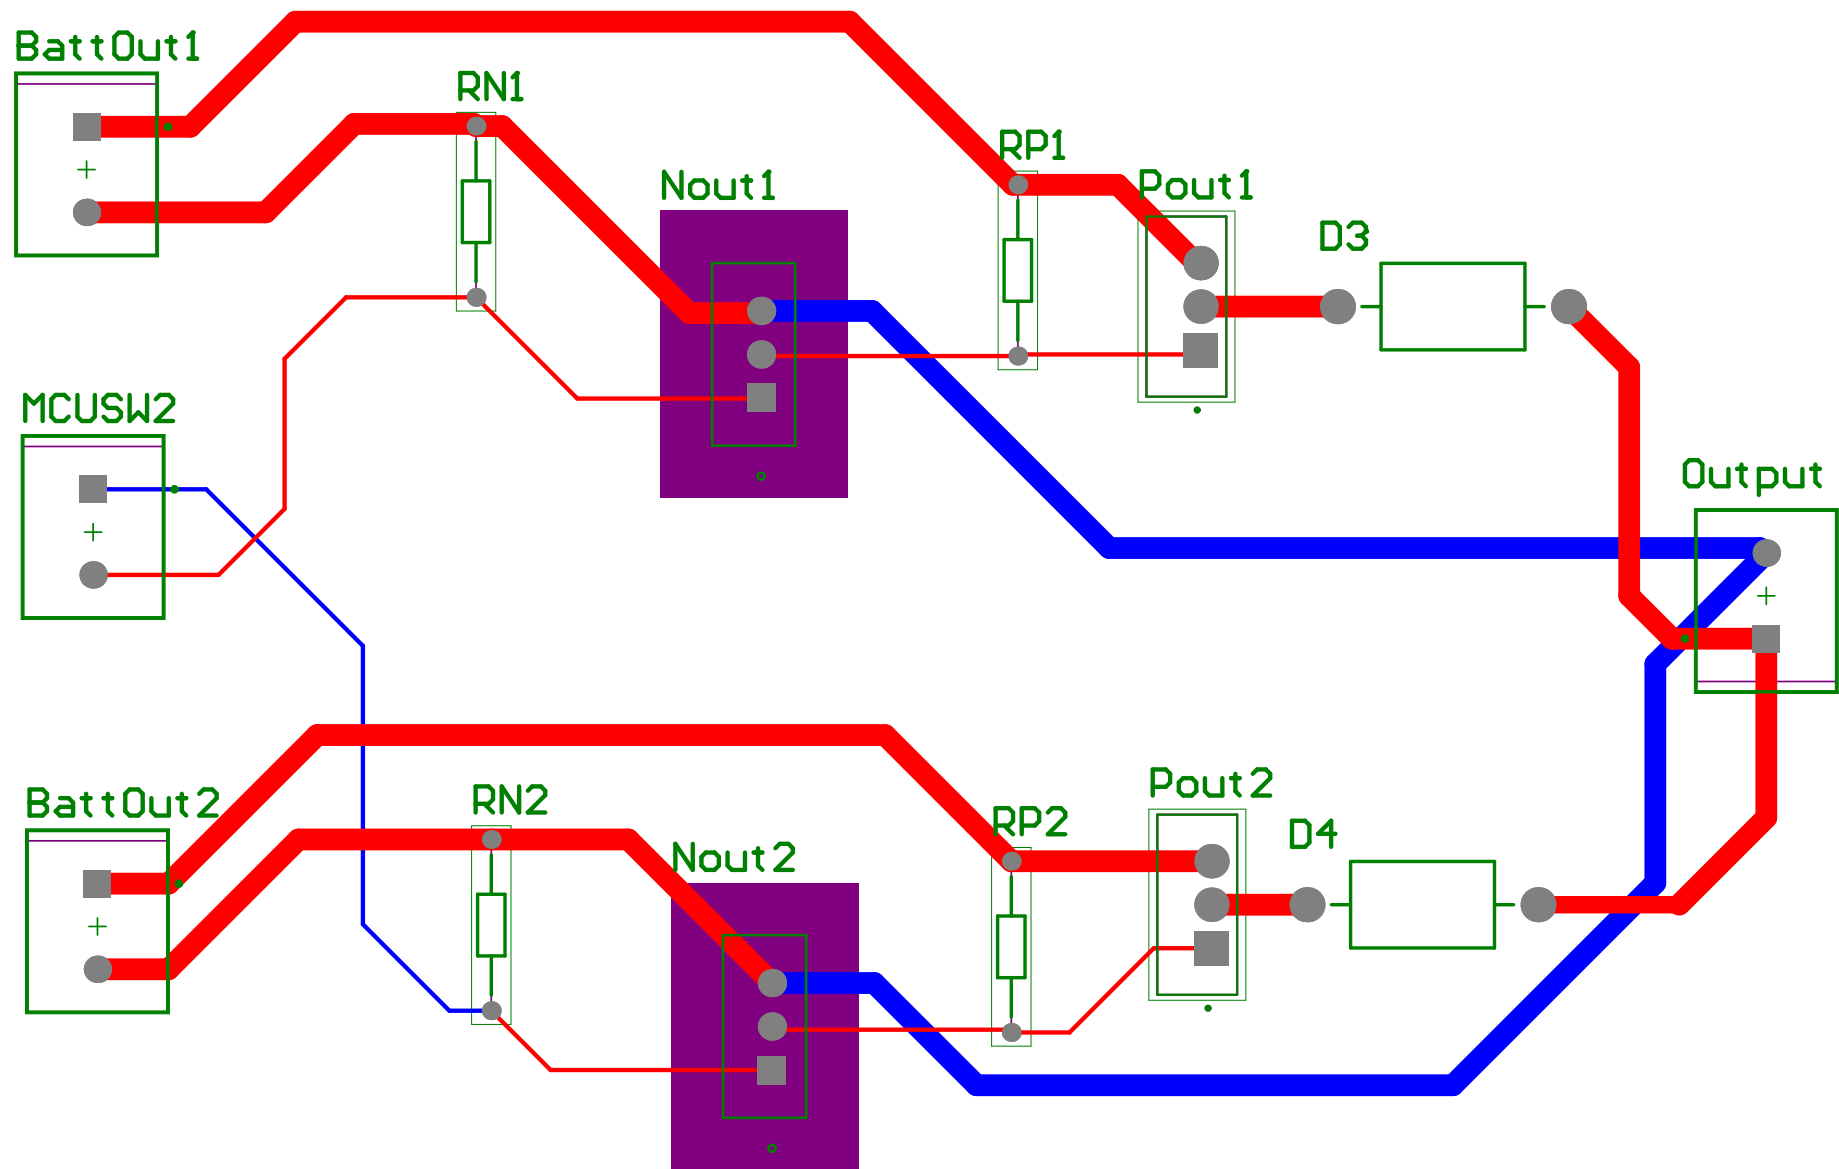 BattOut1
RN1
RP1
Nout1
Pout1
D3
MCUSW2
Output
Pout2
BattOut2
RN2
RP2
D4
Nout2